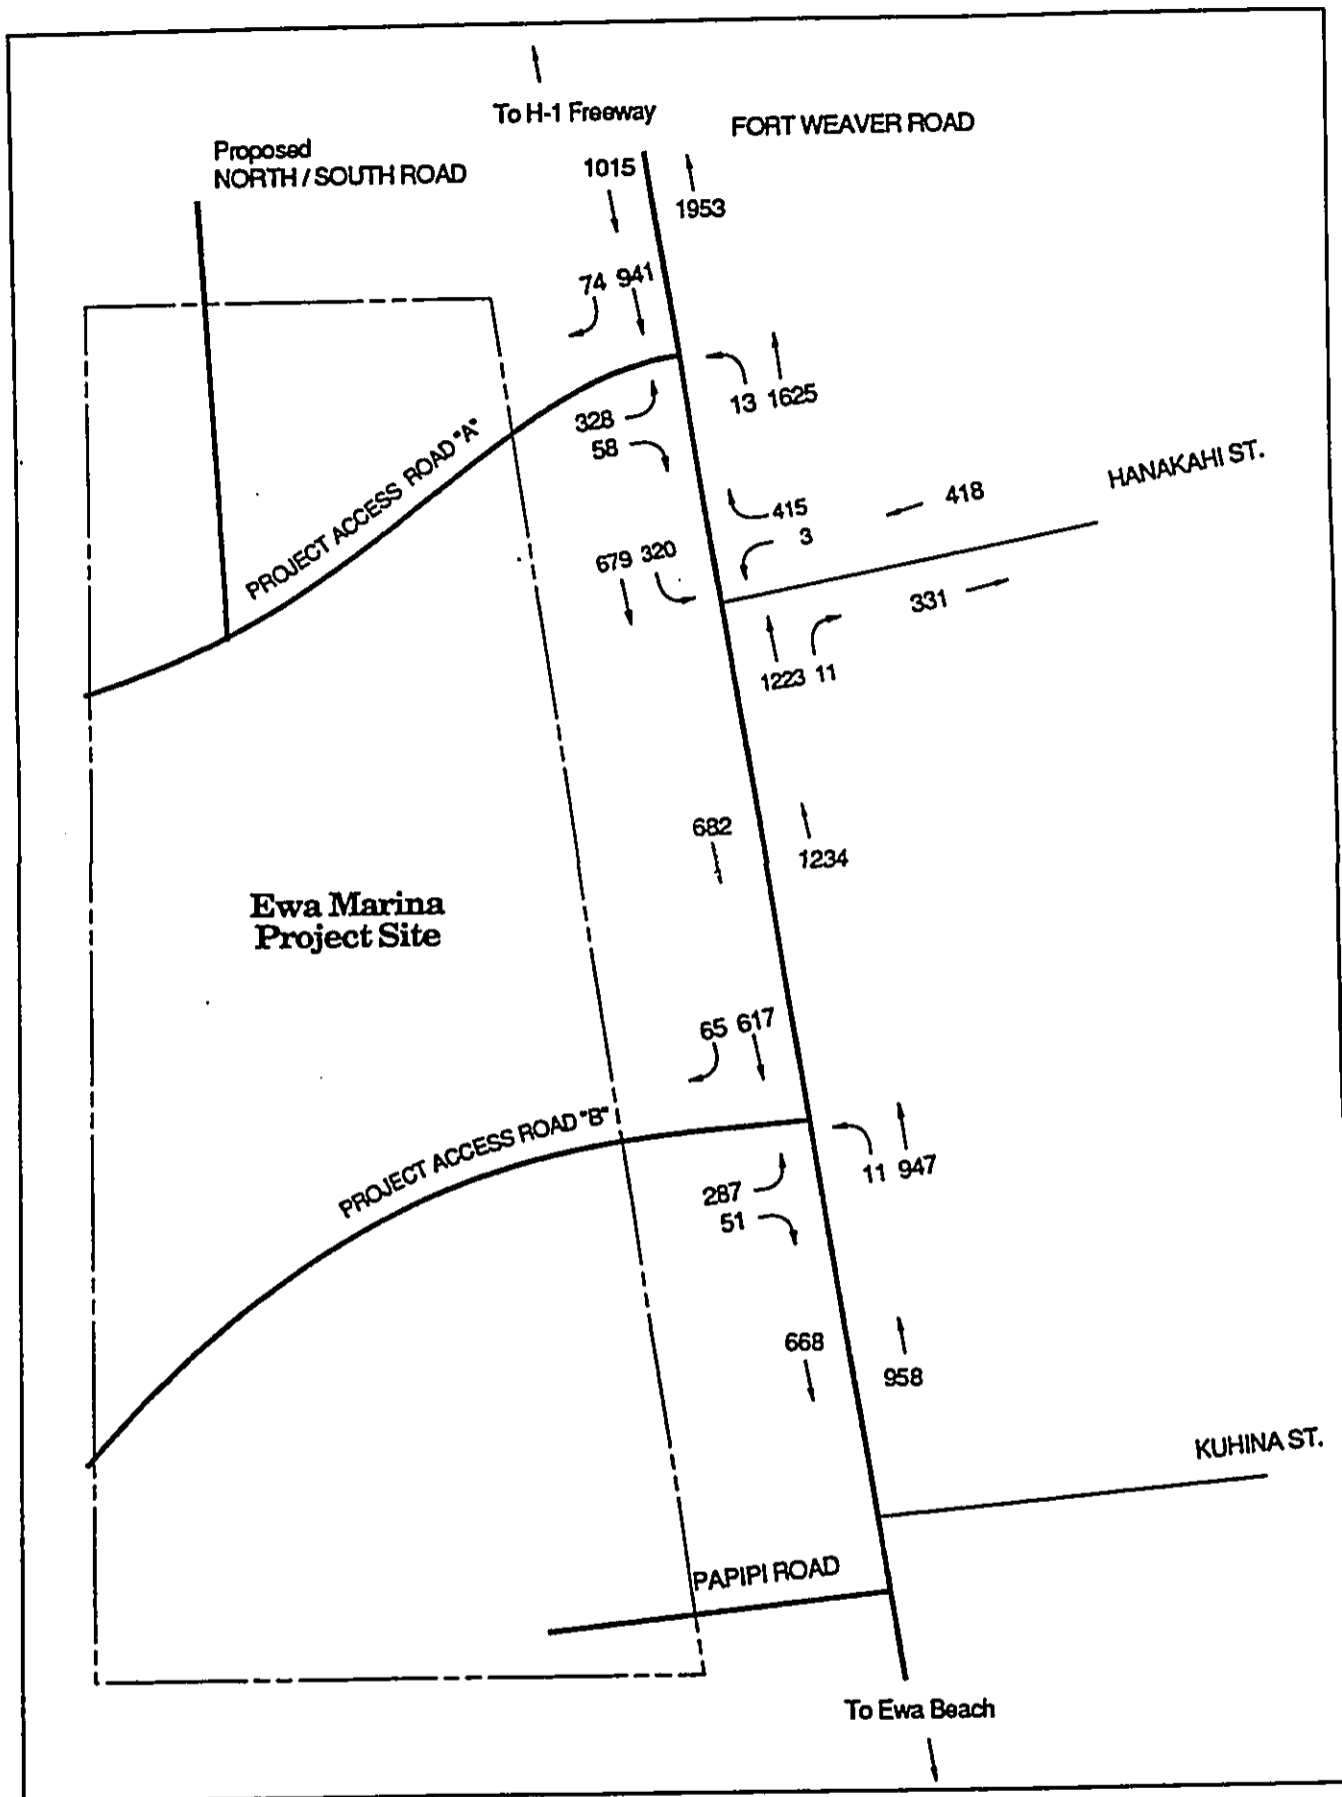 To H-1 Freeway
FORT WEAVER ROAD
Proposed
NORTH / SOUTH ROAD
1015
1953
74 941
13 1625
328
58
PROJECT ACCESS ROAD "A"
HANAKAHI ST.
418
415
3
679 320
331
1223 11
682
1234
Ewa Marina
Project Site
65 617
PROJECT ACCESS ROAD "B"
11 947
287
51
668
958
KUHINA ST.
PAPIPI ROAD
To Ewa Beach